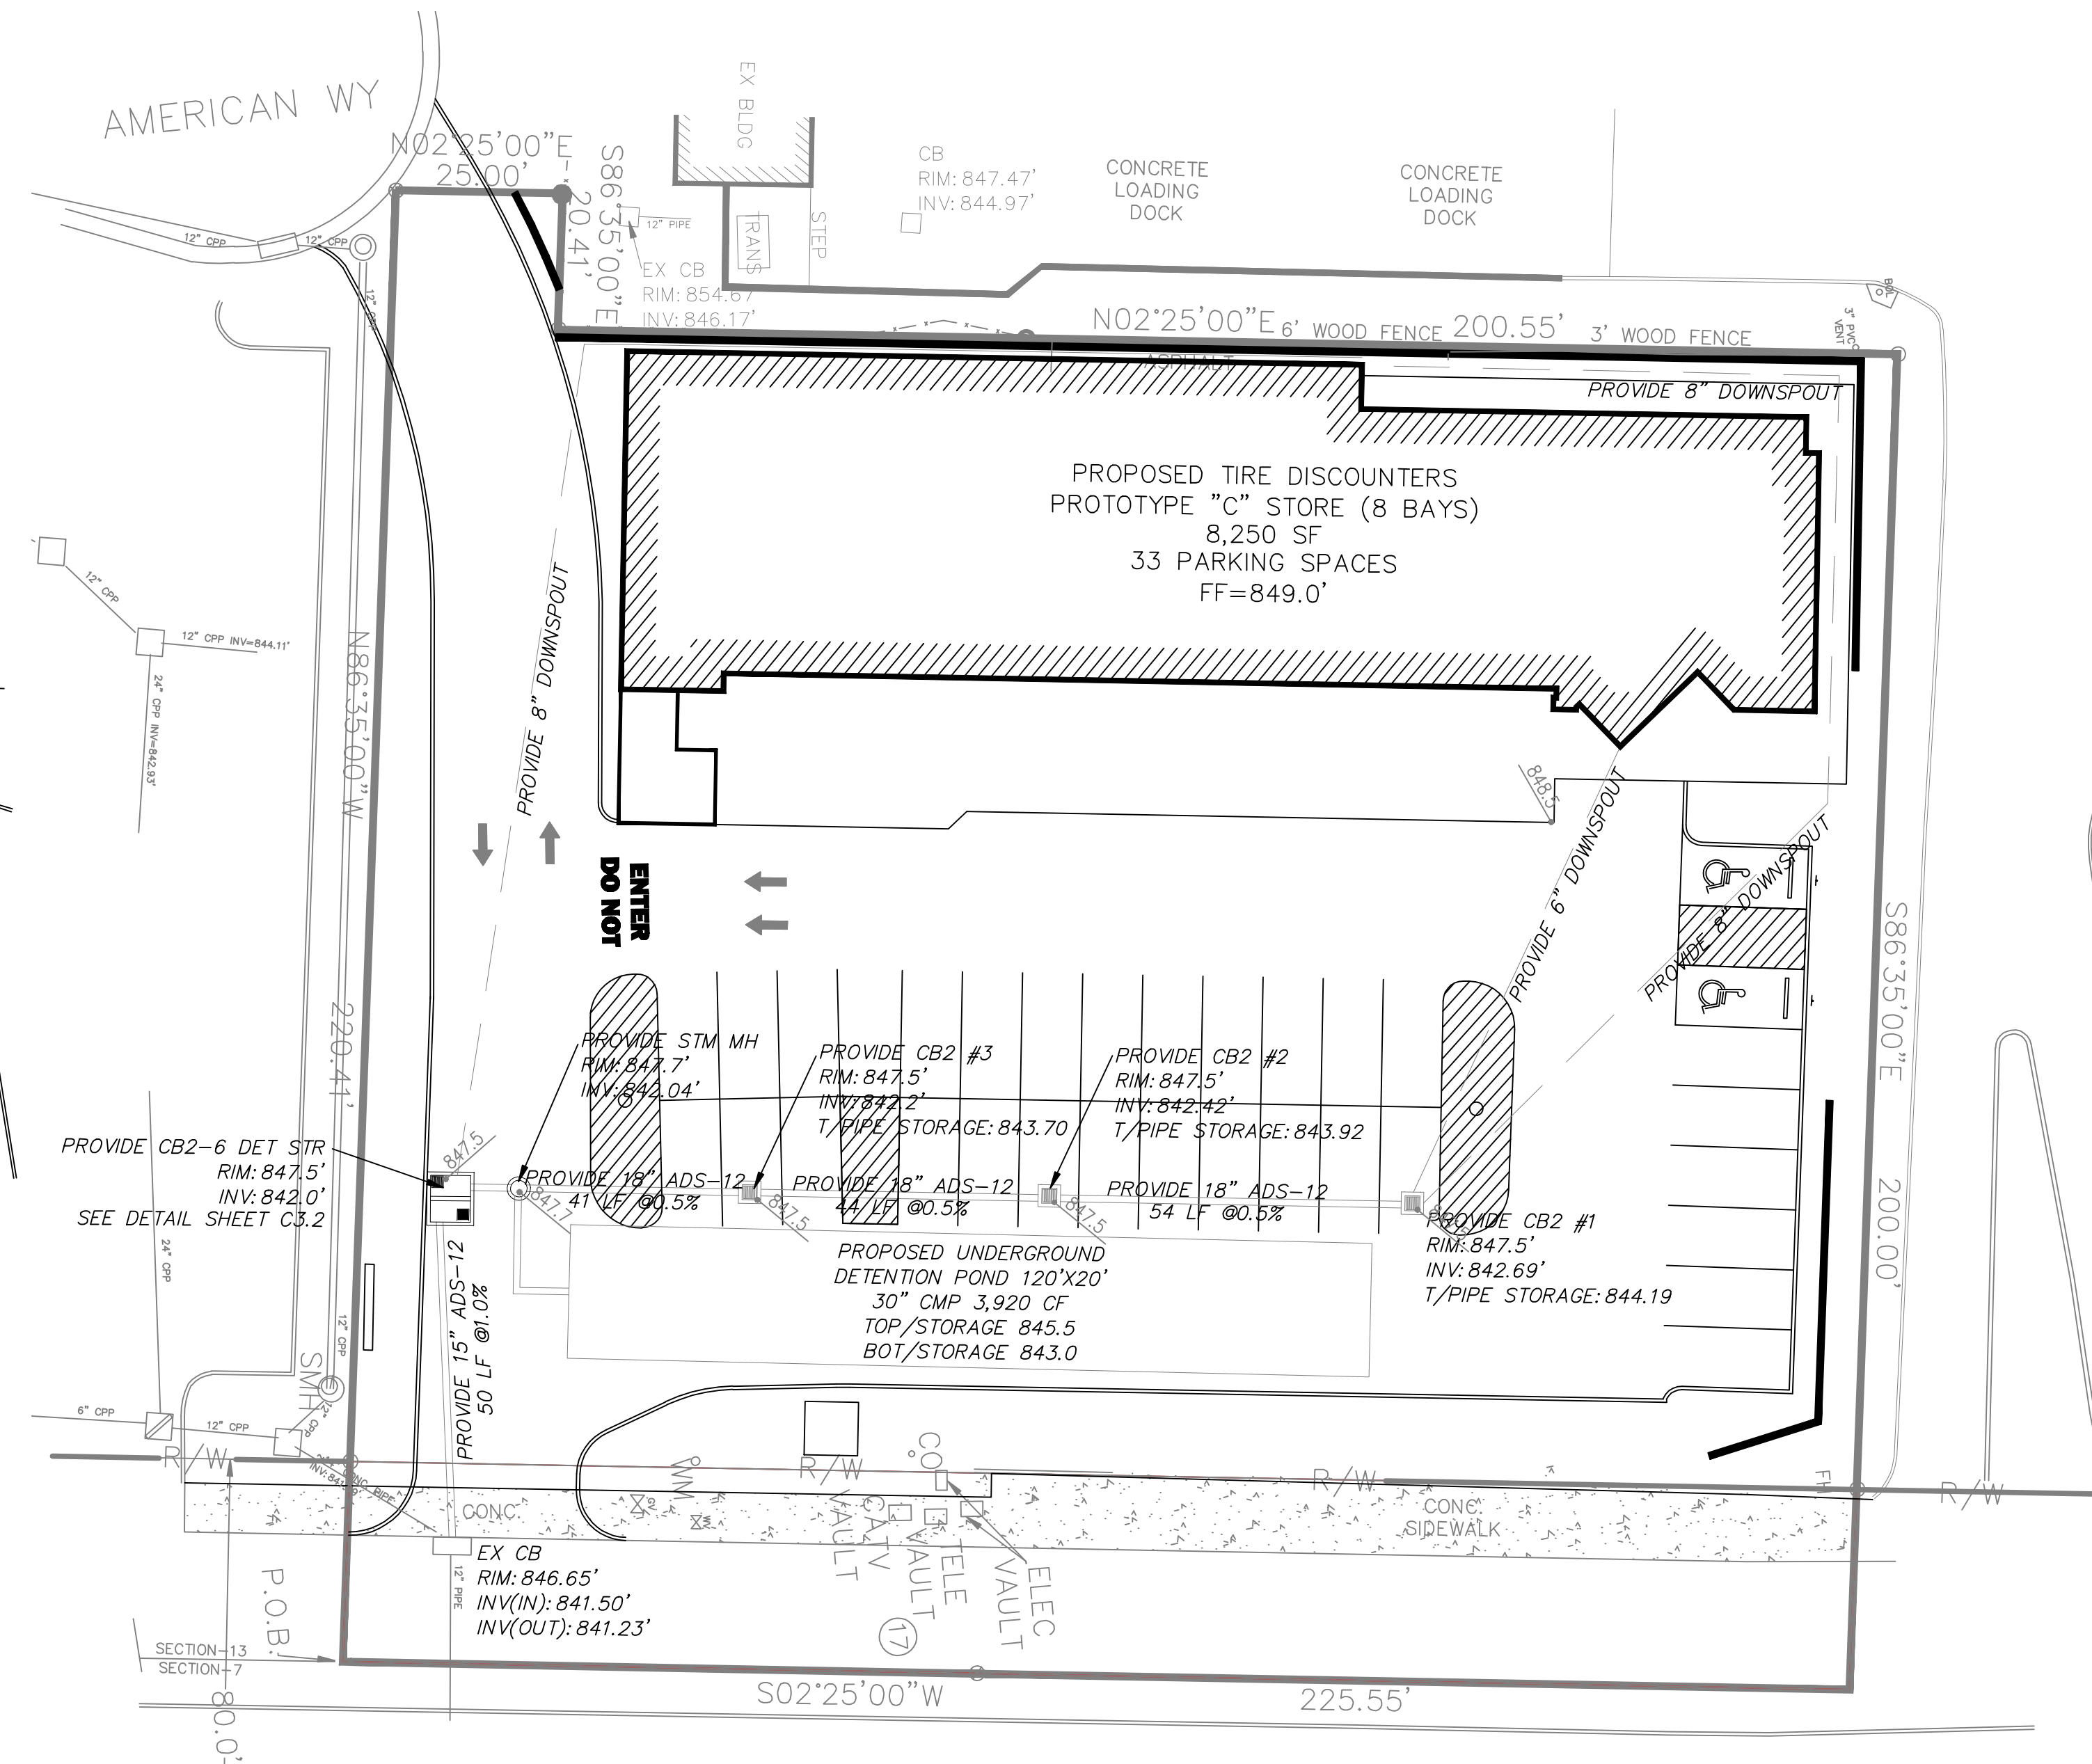 AMERICAN WY
N02°25'00"E
25.00'
S86°35'00"E
20.41'
EX BLDG
TRANS
STEP
12" PIPE
CB
RIM: 847.47'
INV: 844.97'
CONCRETE
LOADING
DOCK
CONCRETE
LOADING
DOCK
EX CB
RIM: 854.67
INV: 846.17'
12" CPP
12" CPP
12" CPP
N02°25'00"E
6' WOOD FENCE
200.55'
3' WOOD FENCE
3" PVC
VENT
BOL
ASPHALT
PROVIDE 8" DOWNSPOUT
PROPOSED TIRE DISCOUNTERS
PROTOTYPE "C" STORE (8 BAYS)
8,250 SF
33 PARKING SPACES
FF=849.0'
12" CPP
12" CPP INV=844.11'
24" CPP INV=842.93'
N86°35'00"W
220.41'
PROVIDE 8" DOWNSPOUT
848.5
PROVIDE 6" DOWNSPOUT
PROVIDE 8" DOWNSPOUT
DO NOT
ENTER
S86°35'00"E
200.00'
PROVIDE STM MH
RIM: 847.7'
INV: 842.04'
PROVIDE CB2 #3
RIM: 847.5'
INV: 842.2'
T/PIPE STORAGE: 843.70
PROVIDE CB2 #2
RIM: 847.5'
INV: 842.42'
T/PIPE STORAGE: 843.92
PROVIDE CB2-6 DET STR
RIM: 847.5'
INV: 842.0'
SEE DETAIL SHEET C3.2
847.5
847.7
PROVIDE 18" ADS-12
41 LF @0.5%
847.5
PROVIDE 18" ADS-12
44 LF @0.5%
847.5
PROVIDE 18" ADS-12
54 LF @0.5%
PROVIDE CB2 #1
RIM: 847.5'
INV: 842.69'
T/PIPE STORAGE: 844.19
PROPOSED UNDERGROUND
DETENTION POND 120'X20'
30" CMP 3,920 CF
TOP/STORAGE 845.5
BOT/STORAGE 843.0
PROVIDE 15" ADS-12
50 LF @1.0%
24" CPP
12" CPP
SMH
6" CPP
12" CPP
12" CPP
R/W
CONC
WM
GV
R/W
CO.
R/W
CONC.
SIDEWALK
FH
R/W
CATV
VAULT
TELE
VAULT
ELEC
VAULT
17
EX CB
RIM: 846.65'
INV(IN): 841.50'
INV(OUT): 841.23'
12" PIPE
P.O.B.
SECTION-13
SECTION-7
80.0'
S02°25'00"W
225.55'